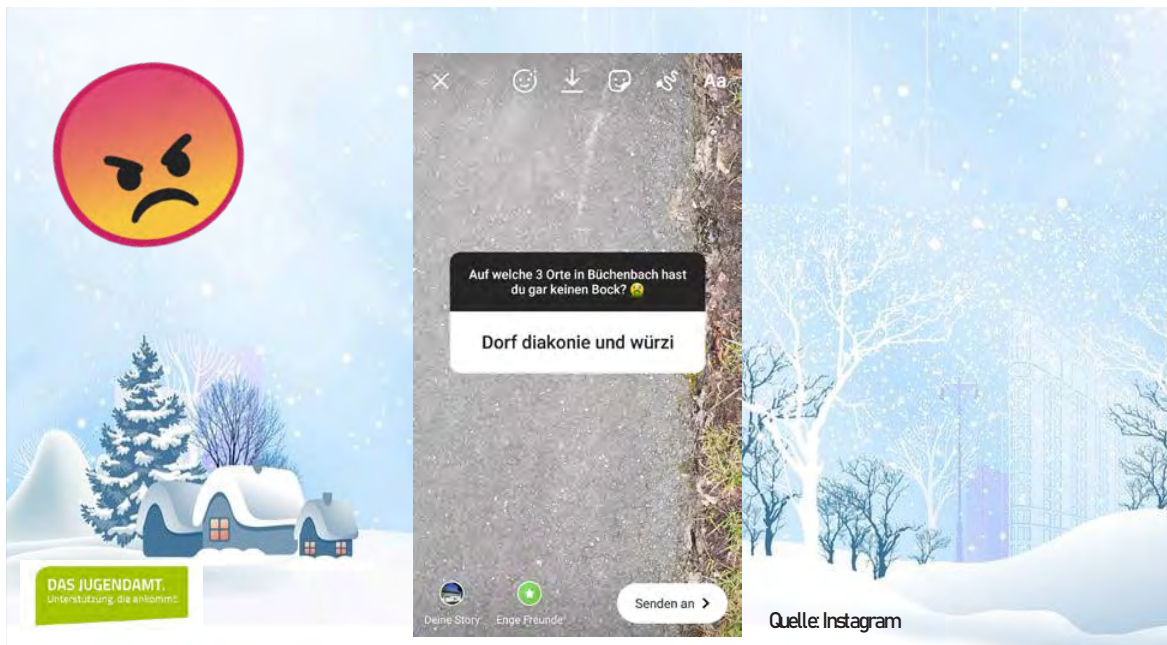 Aa
Auf welche 3 Orte in Büchenbach hast
du gar keinen Bock?
Dorf diakonie und würzi
Deine Story
Enge Freunde
Senden an
DAS JUGENDAMT.
Unterstützung, die ankommt.
Quelle: Instagram